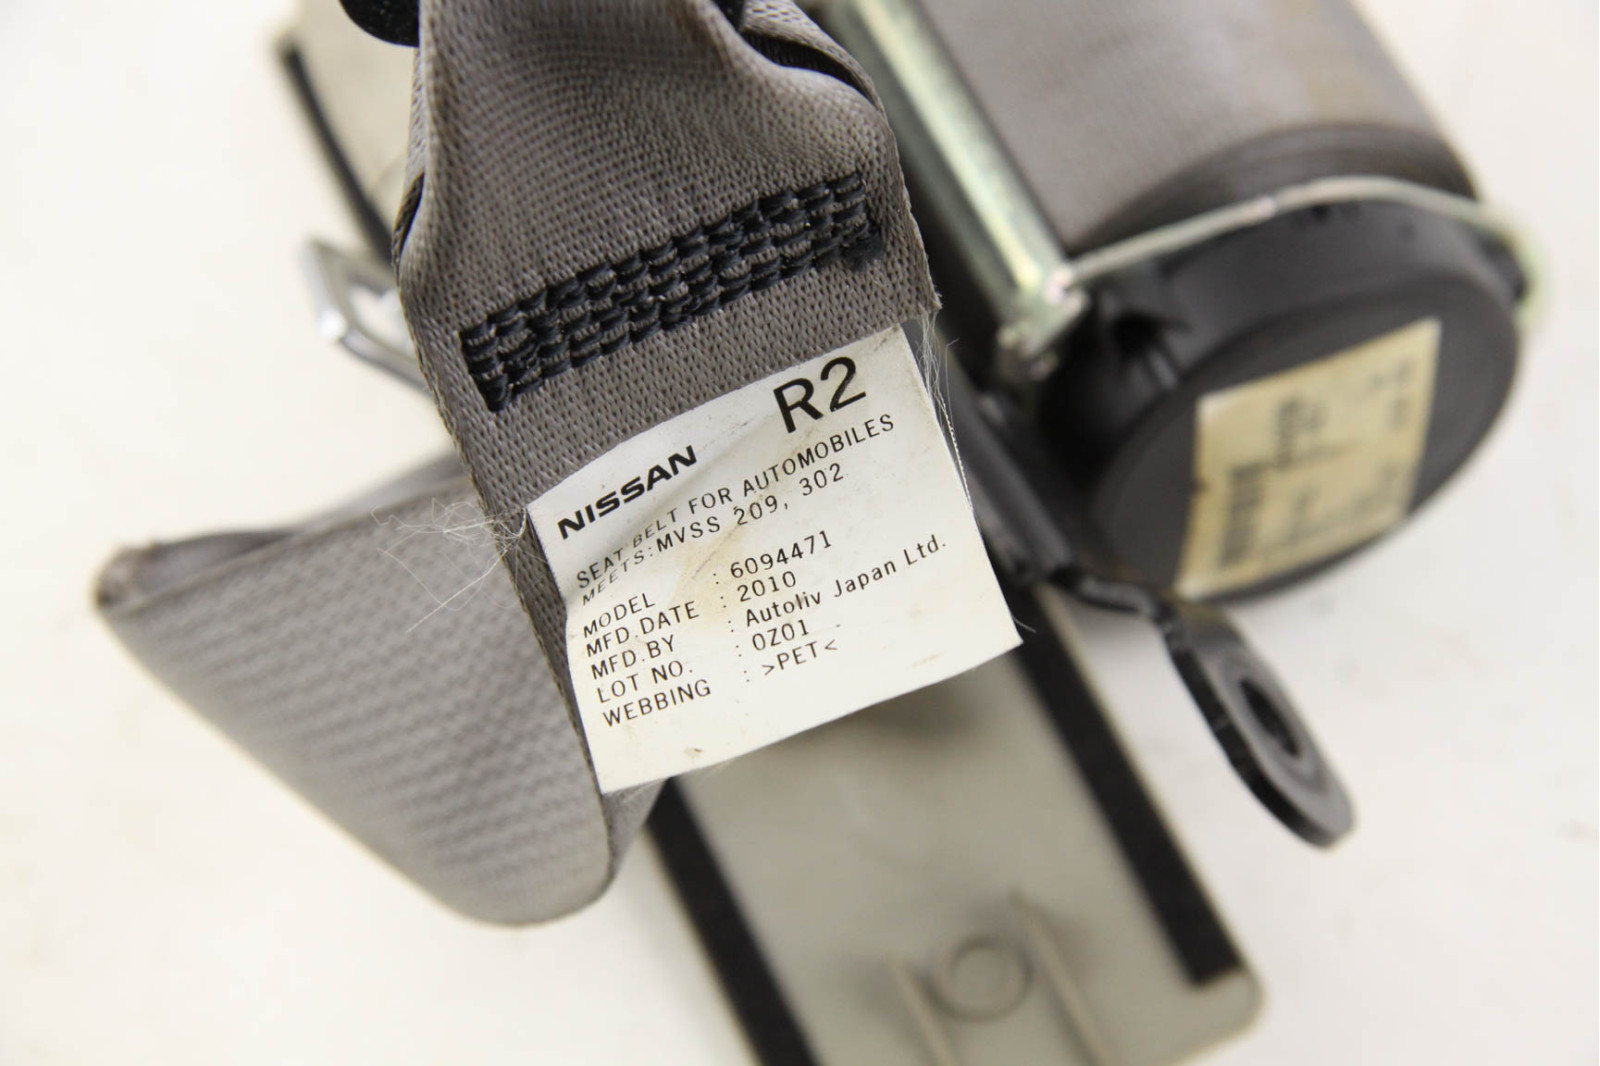 R2
NISSAN
SEAT BELT FOR AUTOMOBILES
MEETS:MVSS 209, 302
MODEL : 6094471
MFD.DATE : 2010
MFD.BY : Autoliv Japan Ltd.
LOT NO. : 0Z01
WEBBING : >PET<